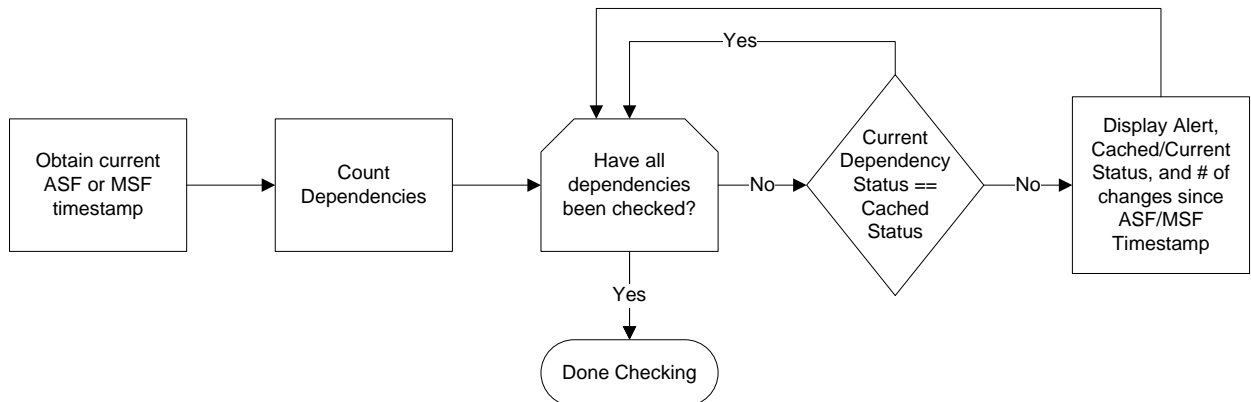 Yes
Obtain current
ASF or MSF
timestamp
Count
Dependencies
Have all
dependencies
been checked?
No
Current
Dependency
Status ==
Cached
Status
No
Display Alert,
Cached/Current
Status, and # of
changes since
ASF/MSF
Timestamp
Yes
Done Checking